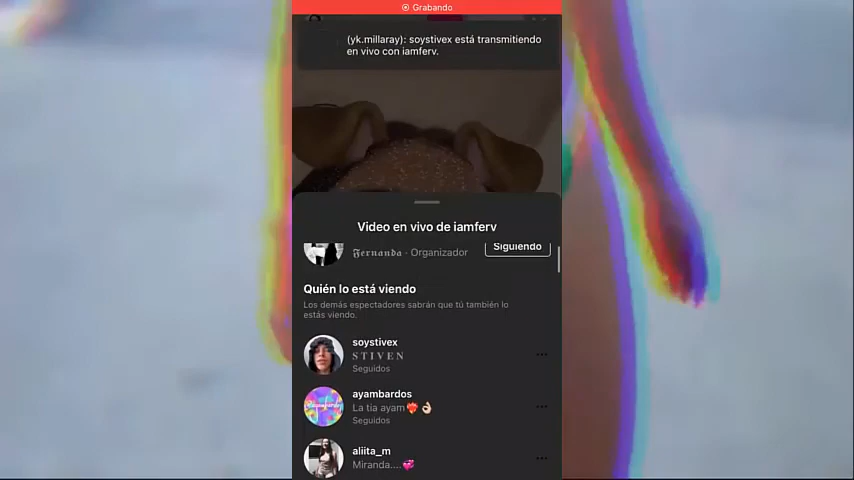 Grabando
(yk.millaray): soystivex está transmitiendo
en vivo con iamferv.
Video en vivo de iamferv
𝕱𝖊𝖗𝖓𝖆𝖓𝖉𝖆 · Organizador
Siguiendo
Quién lo está viendo
Los demás espectadores sabrán que tú también lo
estás viendo.
soystivex
𝐒𝐓𝐈𝐕𝐄𝐍
Seguidos
ayambardos
La tia ayam❤️‍🔥👌🏻
Seguidos
aliita_m
Miranda....💞